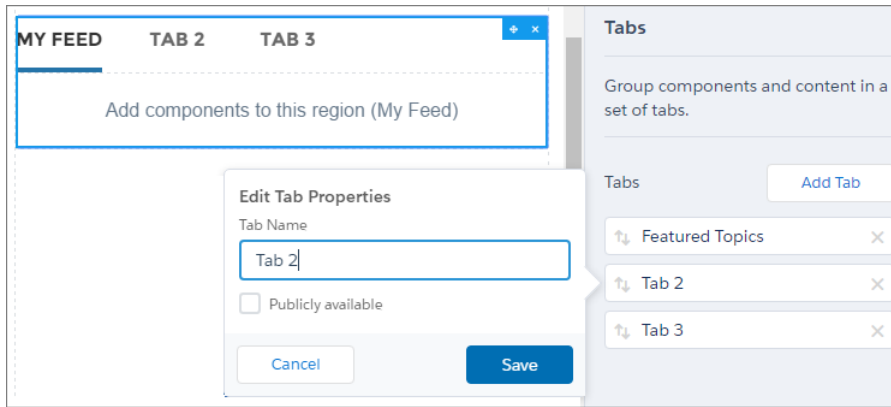 MY FEED TAB 2 TAB 3
Add components to this region (My Feed)
Edit Tab Properties
Tab Name
Tab 2
Publicly available
Cancel Save
Tabs
Group components and content in a
set of tabs.
Tabs Add Tab
Featured Topics
Tab 2
Tab 3